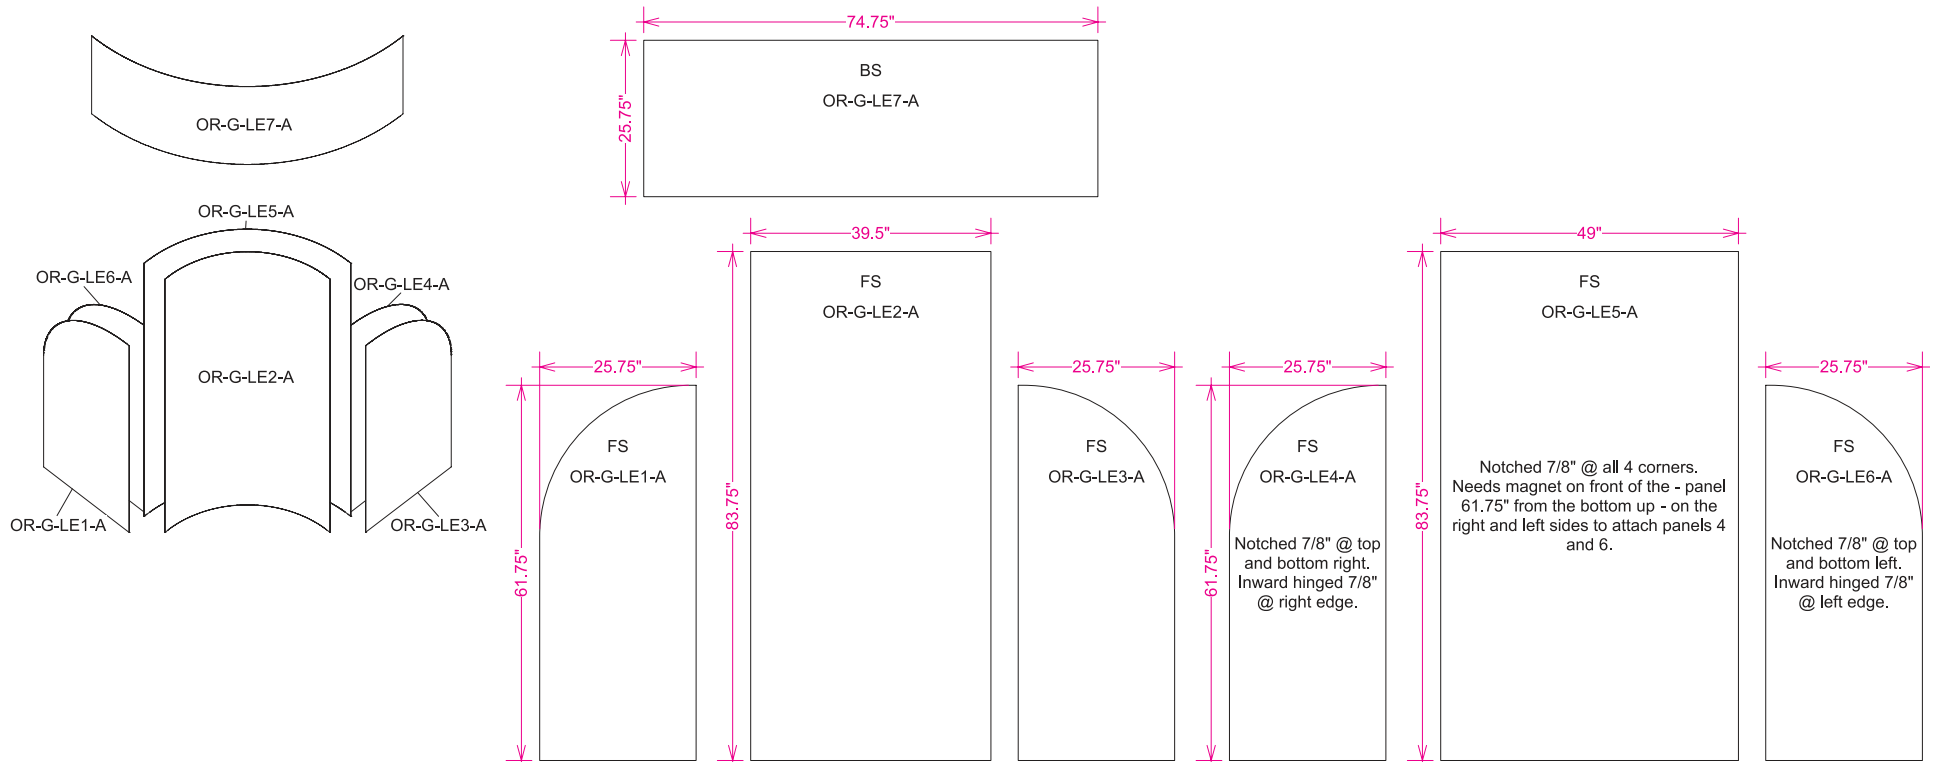 OR-G-LE7-A
OR-G-LE5-A
OR-G-LE6-A
OR-G-LE4-A
OR-G-LE2-A
OR-G-LE1-A
OR-G-LE3-A
74.75"
25.75"
BS
OR-G-LE7-A
25.75"
61.75"
FS
OR-G-LE1-A
39.5"
83.75"
FS
OR-G-LE2-A
25.75"
FS
OR-G-LE3-A
25.75"
61.75"
FS
OR-G-LE4-A
Notched 7/8" @ top
and bottom right.
Inward hinged 7/8"
@ right edge.
49"
83.75"
FS
OR-G-LE5-A
Notched 7/8" @ all 4 corners.
Needs magnet on front of the - panel
61.75" from the bottom up - on the
right and left sides to attach panels 4
and 6.
25.75"
FS
OR-G-LE6-A
Notched 7/8" @ top
and bottom left.
Inward hinged 7/8"
@ left edge.